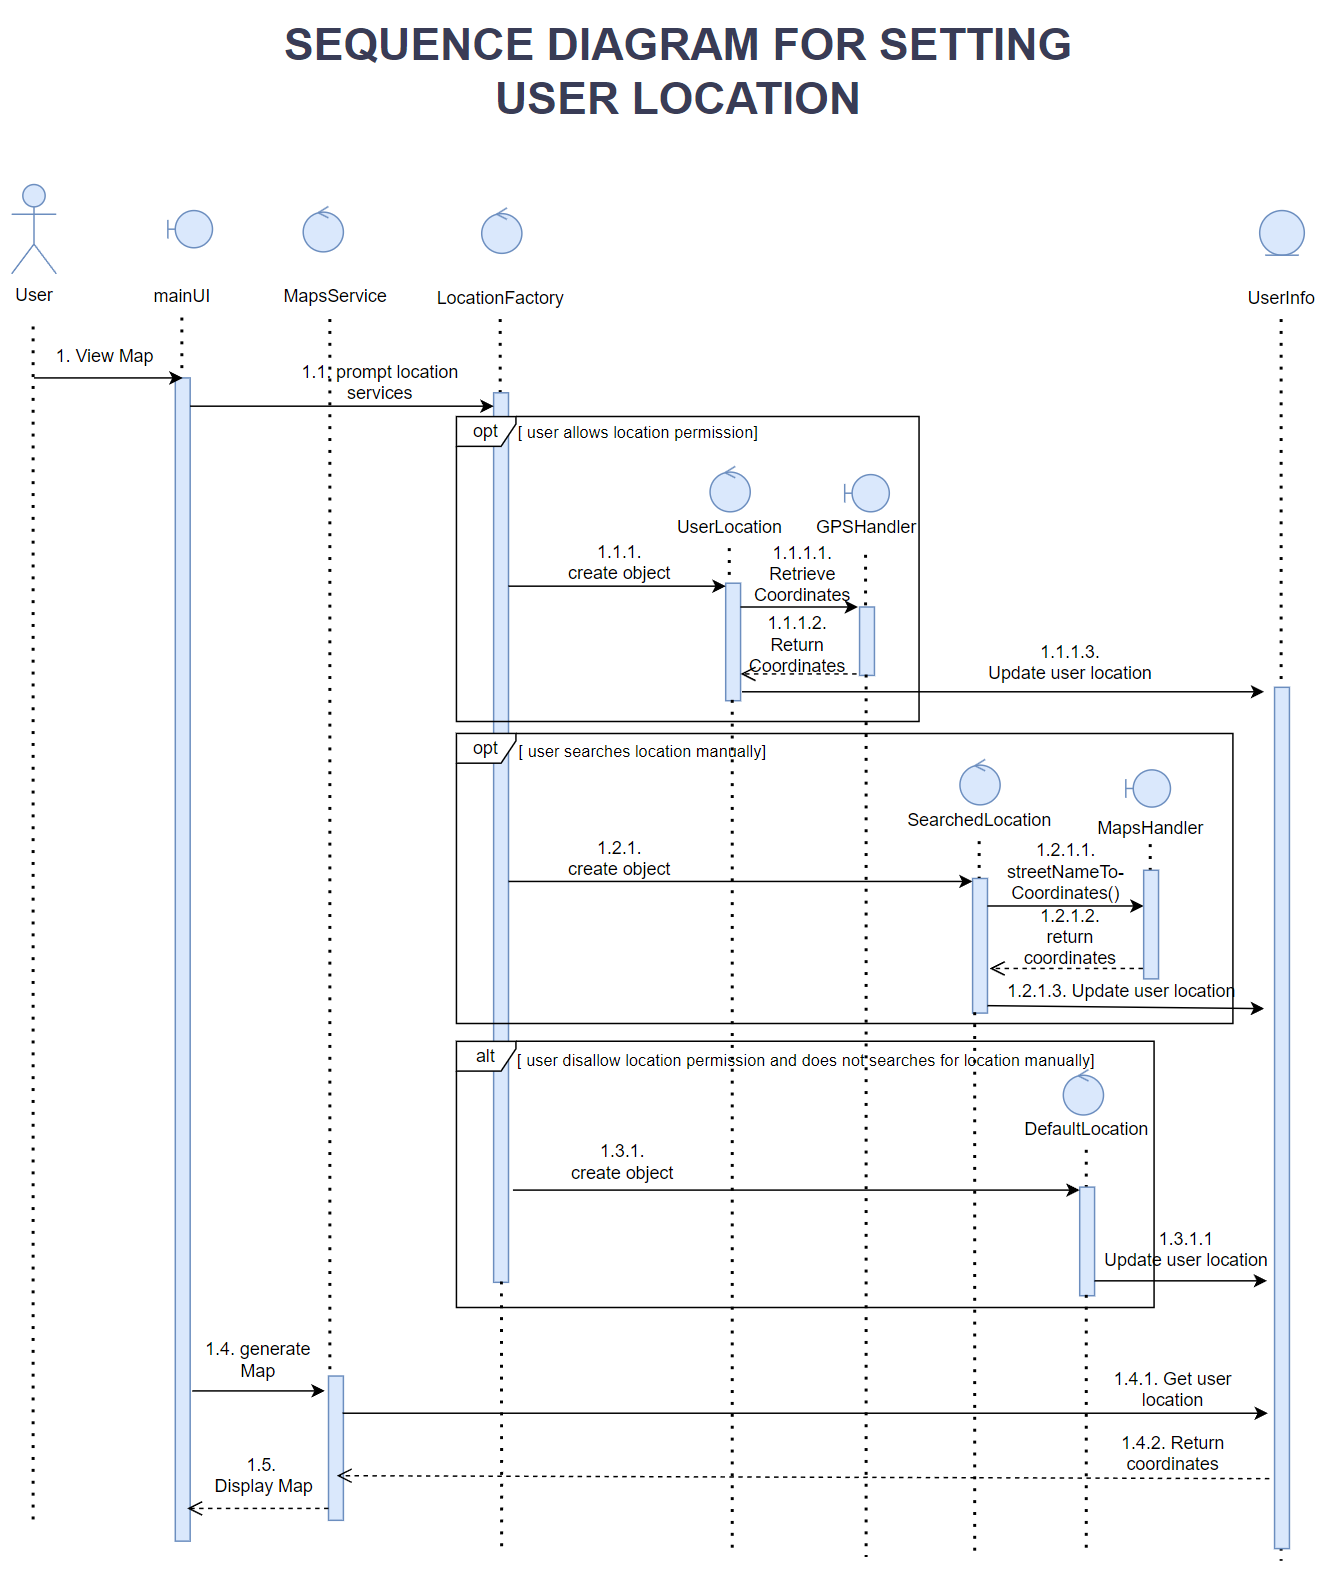 SEQUENCE DIAGRAM FOR SETTING
USER LOCATION
User
mainUI
MapsService
LocationFactory
UserInfo
1. View Map
1.1. prompt location
services
opt
[ user allows location permission]
UserLocation
GPSHandler
1.1.1.
create object
1.1.1.1.
Retrieve
Coordinates
1.1.1.2.
Return
Coordinates
1.1.1.3.
Update user location
opt
[ user searches location manually]
SearchedLocation
MapsHandler
1.2.1.
create object
1.2.1.1.
streetNameTo-
Coordinates()
1.2.1.2.
return
coordinates
1.2.1.3. Update user location
alt
[ user disallow location permission and does not searches for location manually]
DefaultLocation
1.3.1.
create object
1.3.1.1
Update user location
1.4. generate
Map
1.4.1. Get user
location
1.4.2. Return
coordinates
1.5.
Display Map